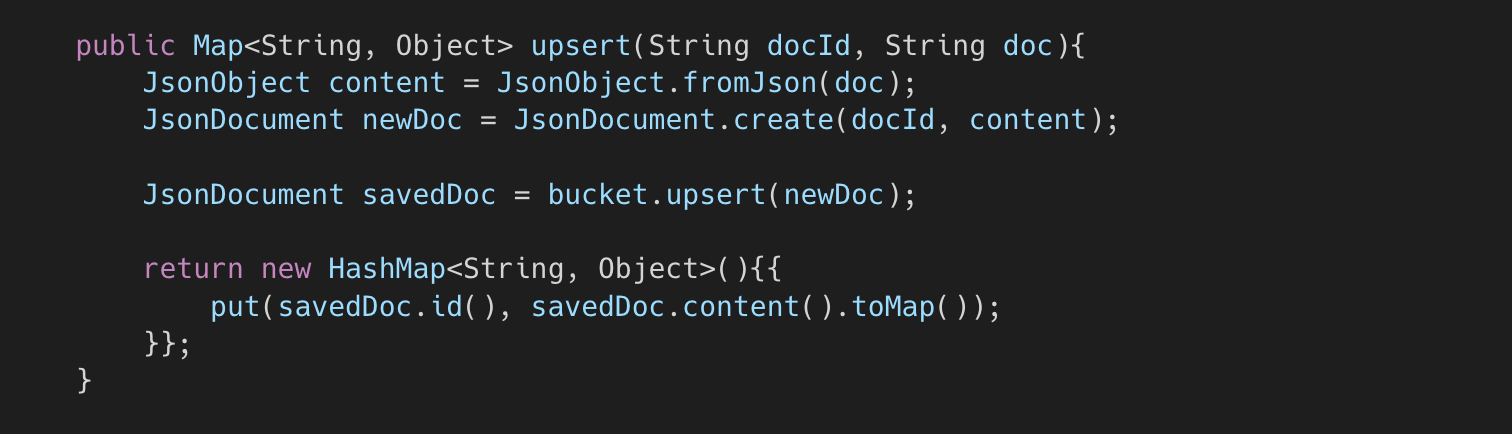 public Map<String, Object> upsert(String docId, String doc){
    JsonObject content = JsonObject.fromJson(doc);
    JsonDocument newDoc = JsonDocument.create(docId, content);

    JsonDocument savedDoc = bucket.upsert(newDoc);

    return new HashMap<String, Object>(){{
        put(savedDoc.id(), savedDoc.content().toMap());
    }};
}